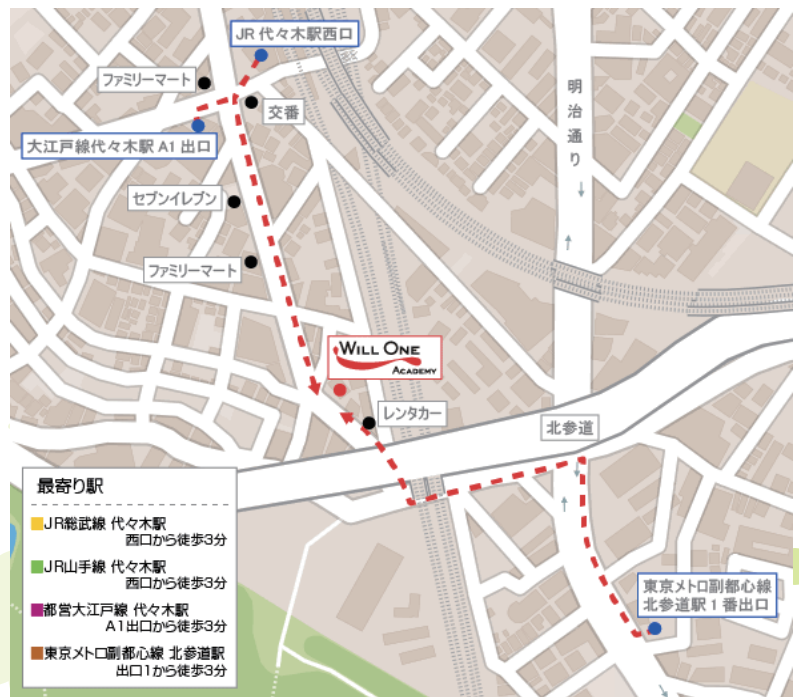 JR 代々木駅西口
ファミリーマート
交番
大江戸線代々木駅 A1 出口
明治通り
セブンイレブン
ファミリーマート
WILL ONE
ACADEMY
レンタカー
北参道
最寄り駅
JR総武線 代々木駅
西口から徒歩3分
JR山手線 代々木駅
西口から徒歩3分
都営大江戸線 代々木駅
A1出口から徒歩3分
東京メトロ副都心線 北参道駅
出口1から徒歩3分
東京メトロ副都心線
北参道駅 1 番出口